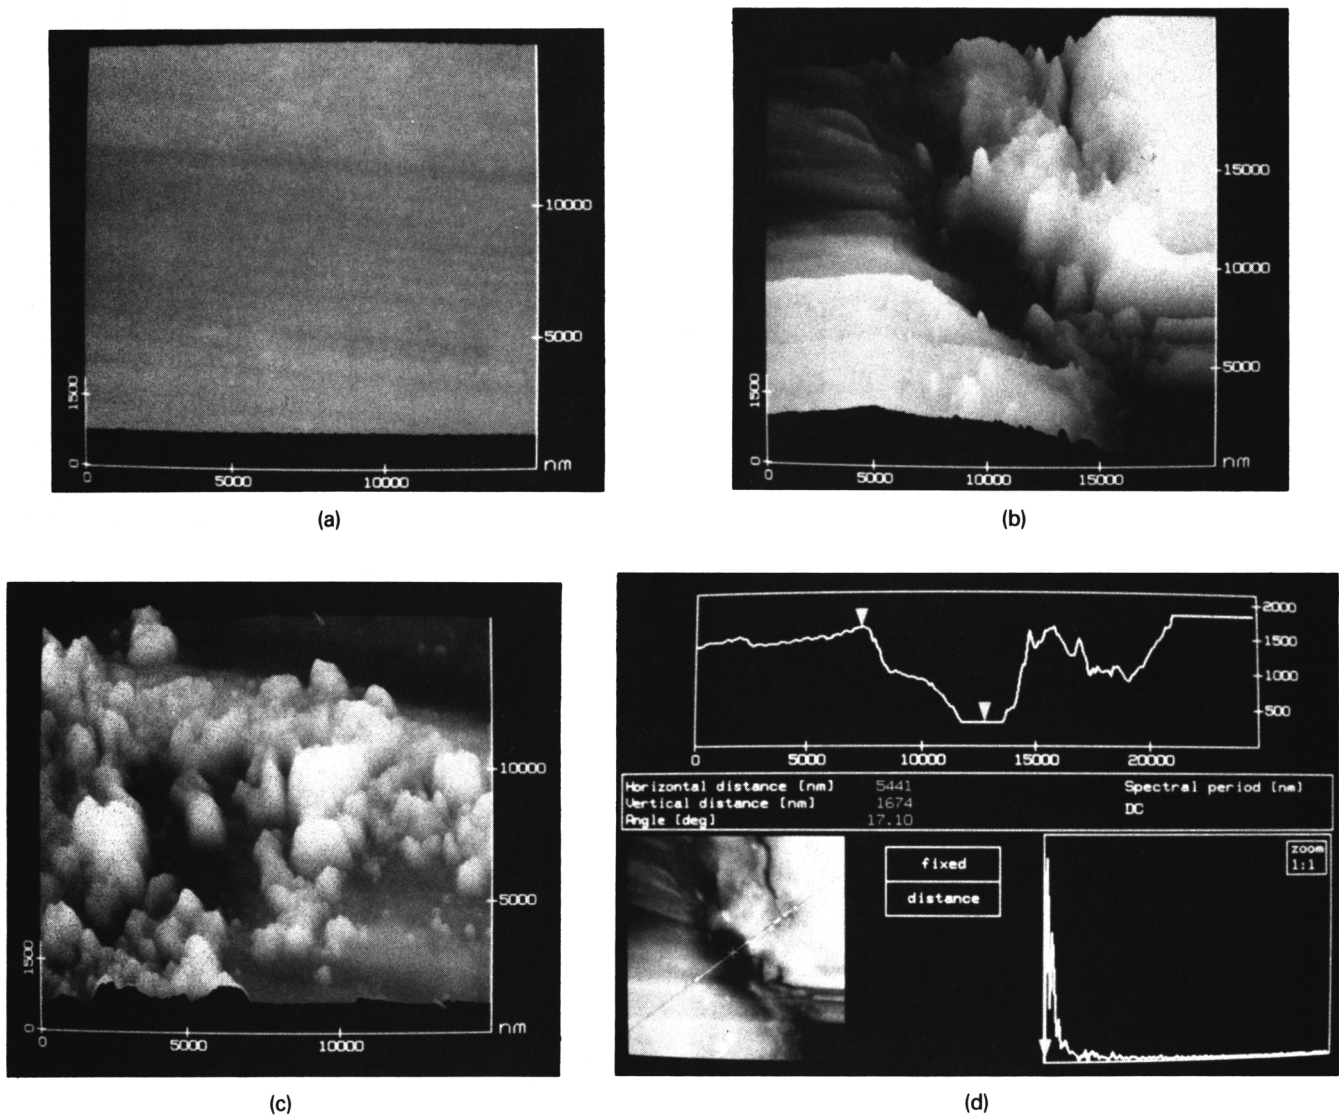 10000
5000
1500
0
nm
0
5000
10000
(a)
15000
10000
5000
1500
0
nm
0
5000
10000
15000
(b)
10000
5000
1500
0
nm
0
5000
10000
(c)
2000
1500
1000
500
0
5000
10000
15000
20000
Horizontal distance [nm] 5441 Spectral period [nm]
Vertical distance [nm] 1674 DC
Angle [deg] 17.10
fixed
distance
zoom
1:1
(d)